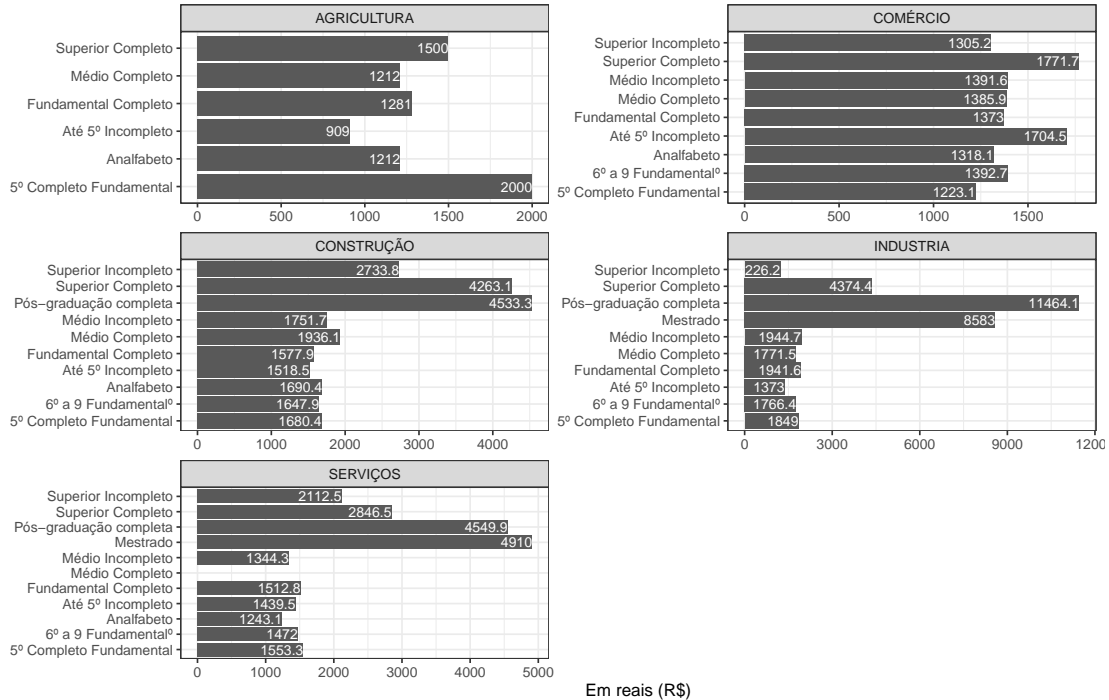 AGRICULTURA
Superior Completo 1500
Médio Completo 1212
Fundamental Completo 1281
Até 5º Incompleto 909
Analfabeto 1212
5º Completo Fundamental 2000
0 500 1000 1500 2000
COMÉRCIO
Superior Incompleto 1305.2
Superior Completo 1771.7
Médio Incompleto 1391.6
Médio Completo 1385.9
Fundamental Completo 1373
Até 5º Incompleto 1704.5
Analfabeto 1318.1
6º a 9 Fundamentalº 1392.7
5º Completo Fundamental 1223.1
0 500 1000 1500
CONSTRUÇÃO
Superior Incompleto 2733.8
Superior Completo 4263.1
Pós−graduação completa 4533.3
Médio Incompleto 1751.7
Médio Completo 1936.1
Fundamental Completo 1577.9
Até 5º Incompleto 1518.5
Analfabeto 1690.4
6º a 9 Fundamentalº 1647.9
5º Completo Fundamental 1680.4
0 1000 2000 3000 4000
INDUSTRIA
Superior Incompleto 226.2
Superior Completo 4374.4
Pós−graduação completa 11464.1
Mestrado 8583
Médio Incompleto 1944.7
Médio Completo 1771.5
Fundamental Completo 1941.6
Até 5º Incompleto 1373
6º a 9 Fundamentalº 1766.4
5º Completo Fundamental 1849
0 3000 6000 9000 1200
SERVIÇOS
Superior Incompleto 2112.5
Superior Completo 2846.5
Pós−graduação completa 4549.9
Mestrado 4910
Médio Incompleto 1344.3
Médio Completo
Fundamental Completo 1512.8
Até 5º Incompleto 1439.5
Analfabeto 1243.1
6º a 9 Fundamentalº 1472
5º Completo Fundamental 1553.3
0 1000 2000 3000 4000 5000
Em reais (R$)